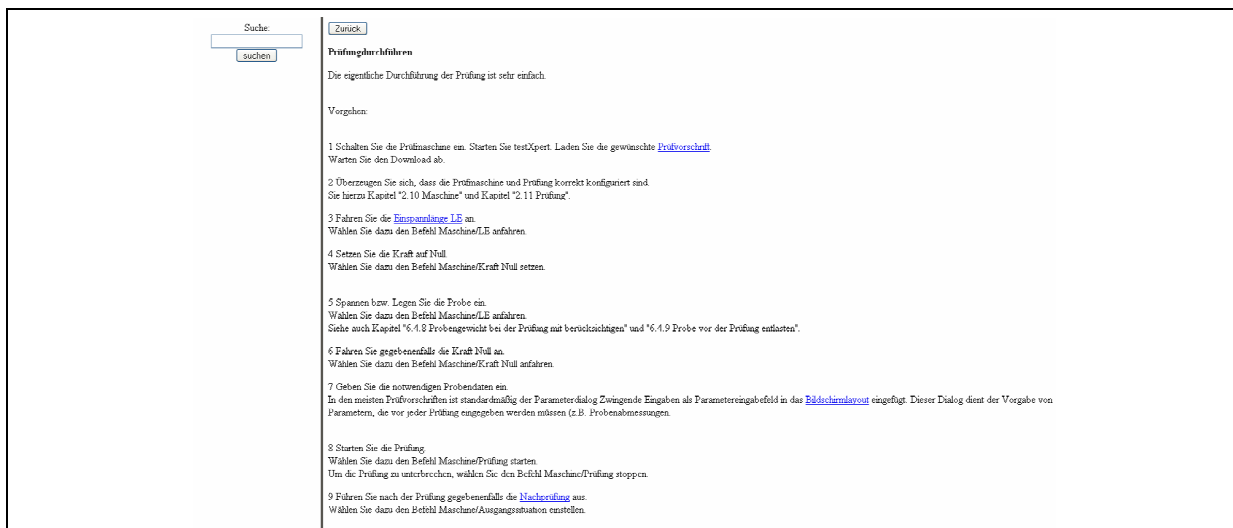 Suche:
suchen
Zurück
Prüfungdurchführen
Die eigentliche Durchführung der Prüfung ist sehr einfach.
Vorgehen:
1 Schalten Sie die Prüfmaschine ein. Starten Sie testXpert. Laden Sie die gewünschte Prüfvorschrift.
Warten Sie den Download ab.
2 Überzeugen Sie sich, dass die Prüfmaschine und Prüfung korrekt konfiguriert sind.
Sie hierzu Kapitel "2.10 Maschine" und Kapitel "2.11 Prüfung".
3 Fahren Sie die Einspannlänge LE an.
Wählen Sie dazu den Befehl Maschine/LE anfahren.
4 Setzen Sie die Kraft auf Null.
Wählen Sie dazu den Befehl Maschine/Kraft Null setzen.
5 Spannen bzw. Legen Sie die Probe ein.
Wählen Sie dazu den Befehl Maschine/LE anfahren.
Siehe auch Kapitel "6.4.8 Probengewicht bei der Prüfung mit berücksichtigen" und "6.4.9 Probe vor der Prüfung entlasten".
6 Fahren Sie gegebenenfalls die Kraft Null an.
Wählen Sie dazu den Befehl Maschine/Kraft Null anfahren.
7 Geben Sie die notwendigen Probendaten ein.
In den meisten Prüfvorschriften ist standardmäßig der Parameterdialog Zwingende Eingaben als Parametereingabefeld in das Bildschirmlayout eingefügt. Dieser Dialog dient der Vorgabe von
Parametern, die vor jeder Prüfung eingegeben werden müssen (z.B. Probenabmessungen.
8 Starten Sie die Prüfung.
Wählen Sie dazu den Befehl Maschine/Prüfung starten.
Um die Prüfung zu unterbrechen, wählen Sie den Befehl Maschine/Prüfung stoppen.
9 Führen Sie nach der Prüfung gegebenenfalls die Nachprüfung aus.
Wählen Sie dazu den Befehl Maschine/Ausgangssituation einstellen.